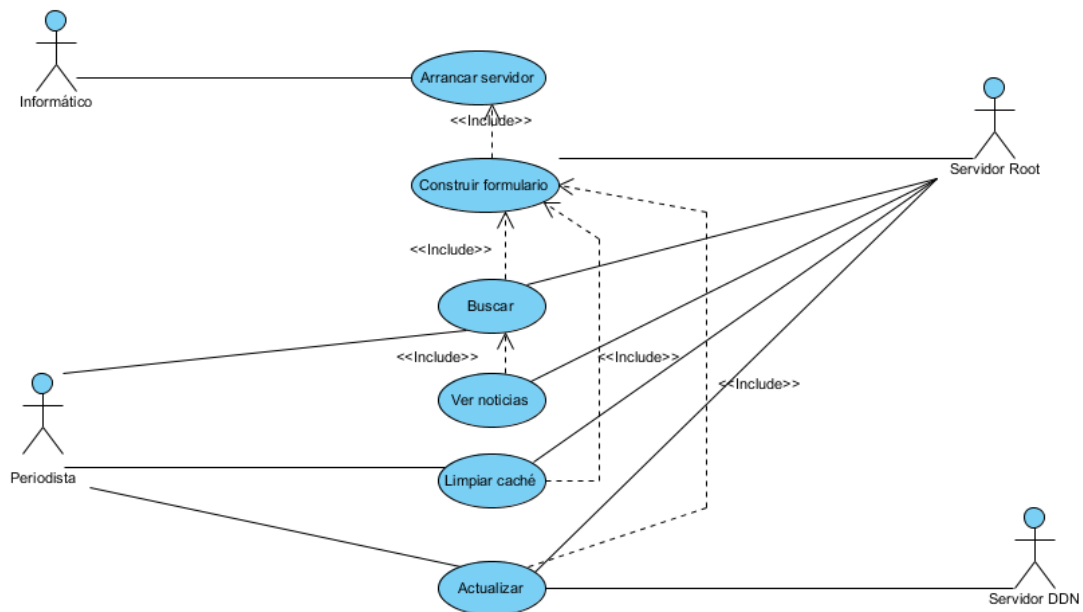 Arrancar servidor
Informático
<<Include>>
Servidor Root
Construir formulario
<<Include>>
Buscar
<<Include>>
<<Include>>
<<Include>>
Ver noticias
Periodista
Limpiar caché
Actualizar
Servidor DDN